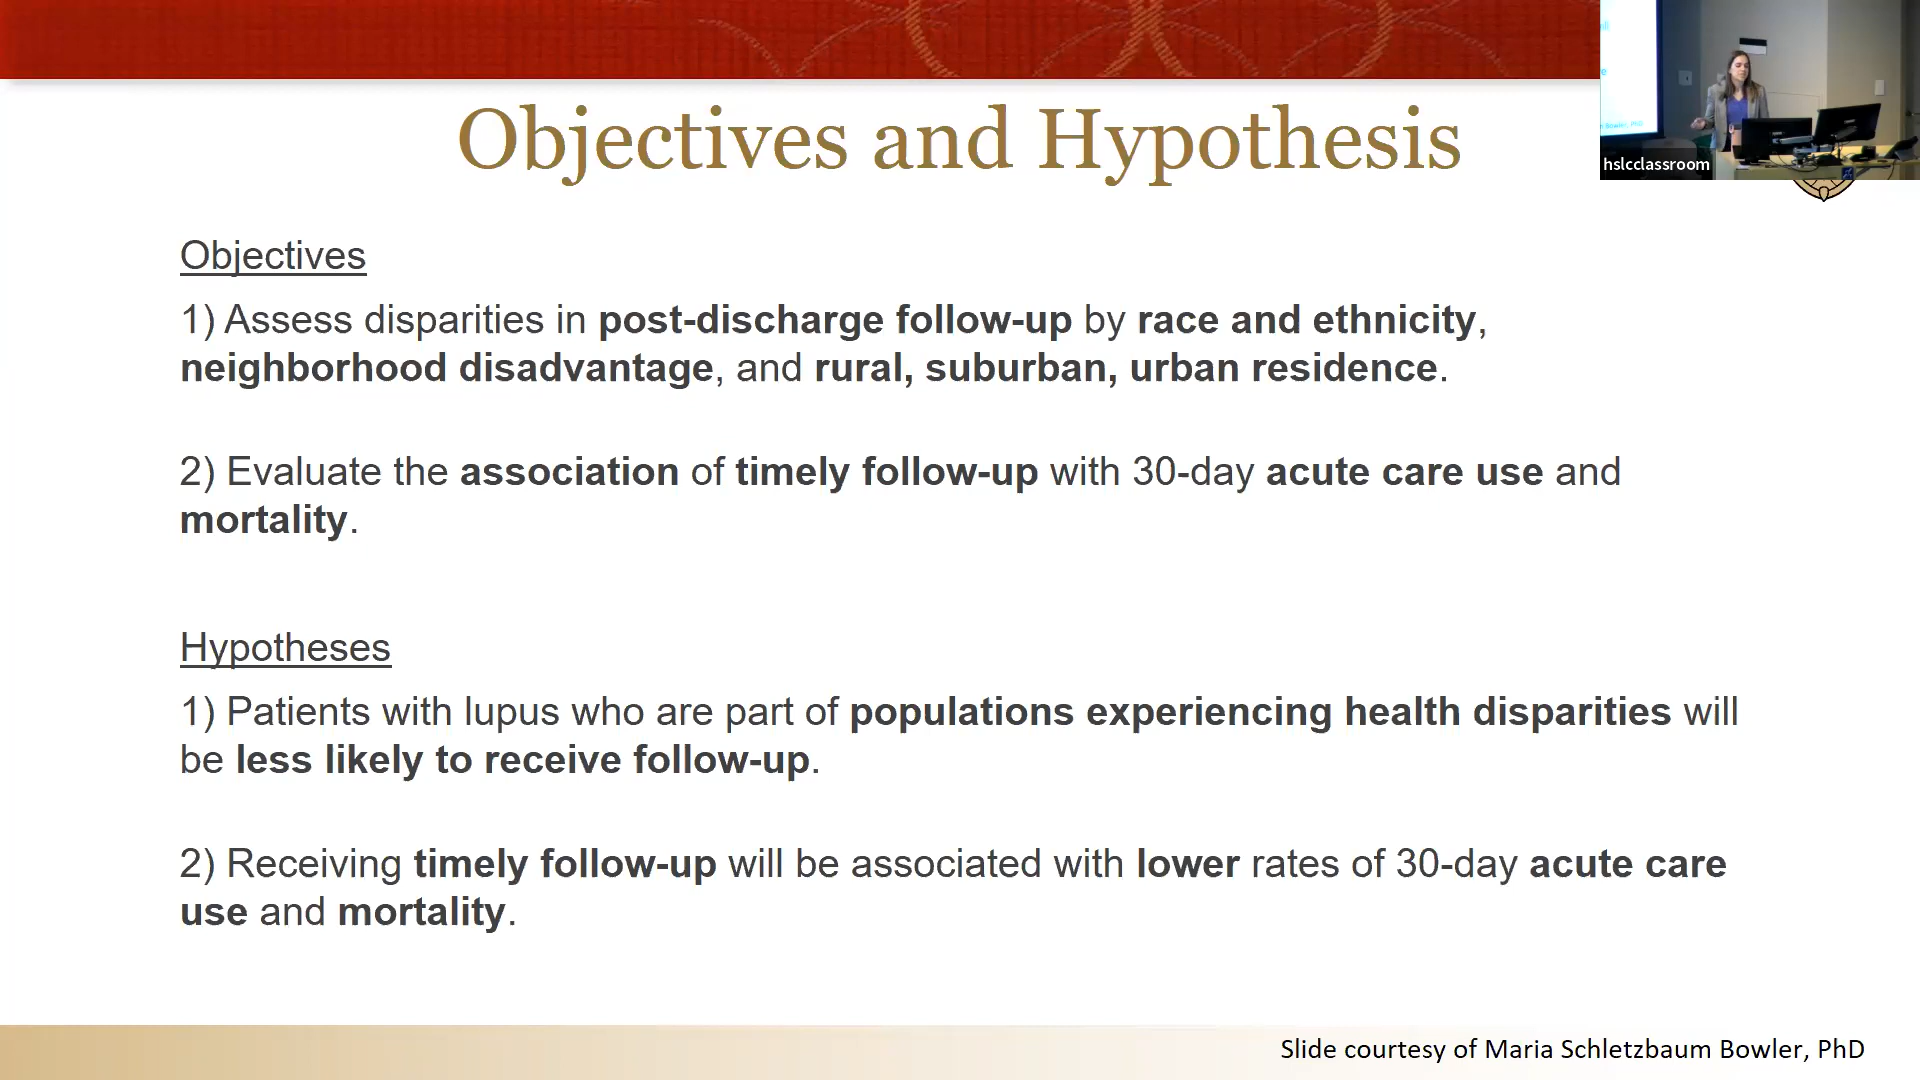 Objectives and Hypothesis
hslcclassroom
Objectives
1) Assess disparities in post-discharge follow-up by race and ethnicity,
neighborhood disadvantage, and rural, suburban, urban residence.
2) Evaluate the association of timely follow-up with 30-day acute care use and
mortality.
Hypotheses
1) Patients with lupus who are part of populations experiencing health disparities will
be less likely to receive follow-up.
2) Receiving timely follow-up will be associated with lower rates of 30-day acute care
use and mortality.
Slide courtesy of Maria Schletzbaum Bowler, PhD